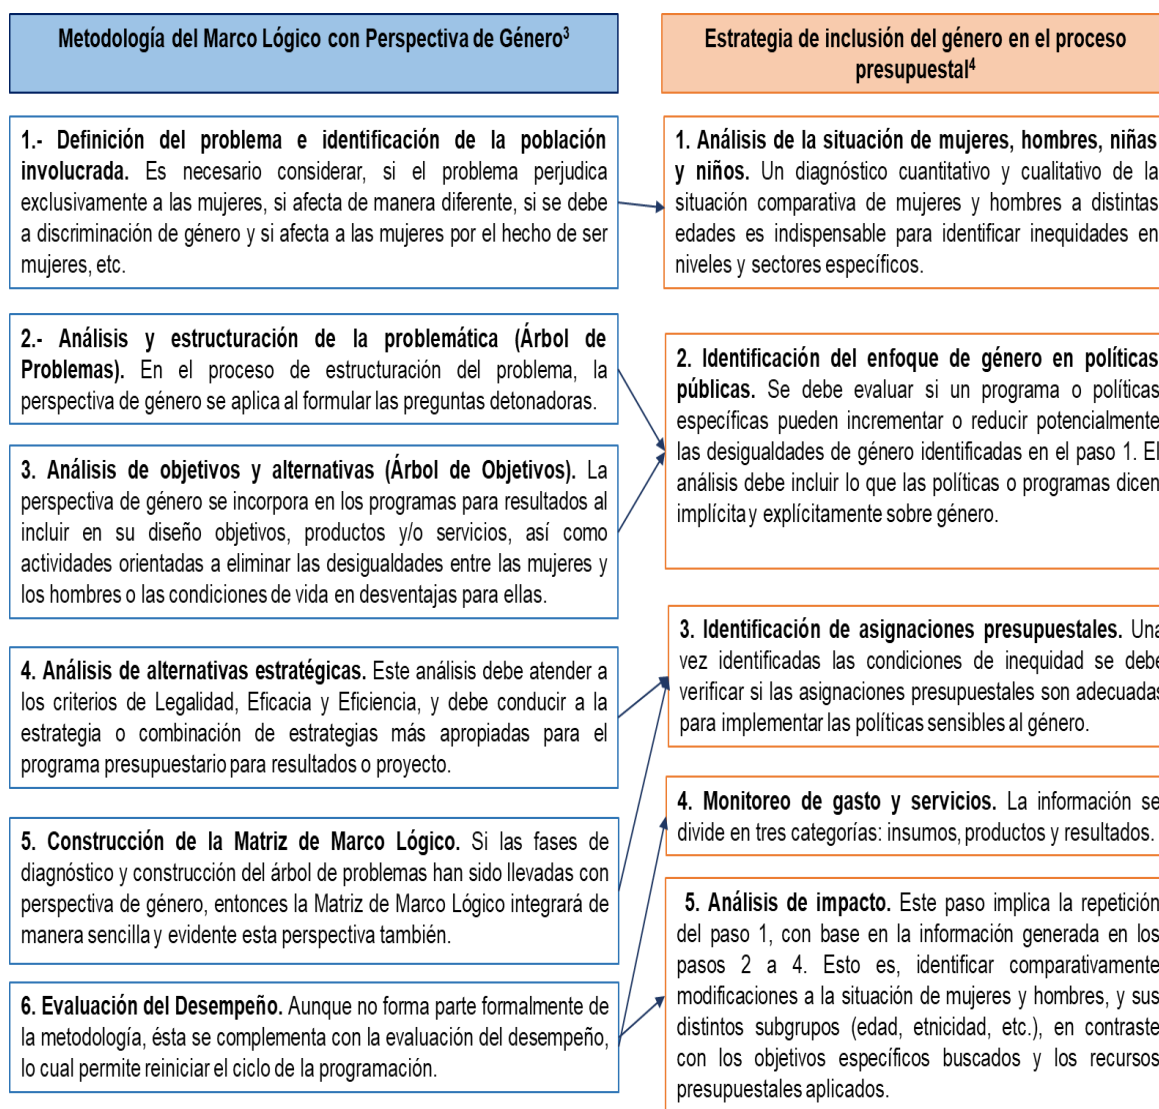 Metodología del Marco Lógico con Perspectiva de Género³
1.- Definición del problema e identificación de la población
involucrada. Es necesario considerar, si el problema perjudica
exclusivamente a las mujeres, si afecta de manera diferente, si se debe
a discriminación de género y si afecta a las mujeres por el hecho de ser
mujeres, etc.
2.- Análisis y estructuración de la problemática (Árbol de
Problemas). En el proceso de estructuración del problema, la
perspectiva de género se aplica al formular las preguntas detonadoras.
3. Análisis de objetivos y alternativas (Árbol de Objetivos). La
perspectiva de género se incorpora en los programas para resultados al
incluir en su diseño objetivos, productos y/o servicios, así como
actividades orientadas a eliminar las desigualdades entre las mujeres y
los hombres o las condiciones de vida en desventajas para ellas.
4. Análisis de alternativas estratégicas. Este análisis debe atender a
los criterios de Legalidad, Eficacia y Eficiencia, y debe conducir a la
estrategia o combinación de estrategias más apropiadas para el
programa presupuestario para resultados o proyecto.
5. Construcción de la Matriz de Marco Lógico. Si las fases de
diagnóstico y construcción del árbol de problemas han sido llevadas con
perspectiva de género, entonces la Matriz de Marco Lógico integrará de
manera sencilla y evidente esta perspectiva también.
6. Evaluación del Desempeño. Aunque no forma parte formalmente de
la metodología, ésta se complementa con la evaluación del desempeño,
lo cual permite reiniciar el ciclo de la programación.
Estrategia de inclusión del género en el proceso
presupuestal⁴
1. Análisis de la situación de mujeres, hombres, niñas
y niños. Un diagnóstico cuantitativo y cualitativo de la
situación comparativa de mujeres y hombres a distintas
edades es indispensable para identificar inequidades en
niveles y sectores específicos.
2. Identificación del enfoque de género en políticas
públicas. Se debe evaluar si un programa o políticas
específicas pueden incrementar o reducir potencialmente
las desigualdades de género identificadas en el paso 1. El
análisis debe incluir lo que las políticas o programas dicen
implícita y explícitamente sobre género.
3. Identificación de asignaciones presupuestales. Una
vez identificadas las condiciones de inequidad se debe
verificar si las asignaciones presupuestales son adecuadas
para implementar las políticas sensibles al género.
4. Monitoreo de gasto y servicios. La información se
divide en tres categorías: insumos, productos y resultados.
5. Análisis de impacto. Este paso implica la repetición
del paso 1, con base en la información generada en los
pasos 2 a 4. Esto es, identificar comparativamente
modificaciones a la situación de mujeres y hombres, y sus
distintos subgrupos (edad, etnicidad, etc.), en contraste
con los objetivos específicos buscados y los recursos
presupuestales aplicados.